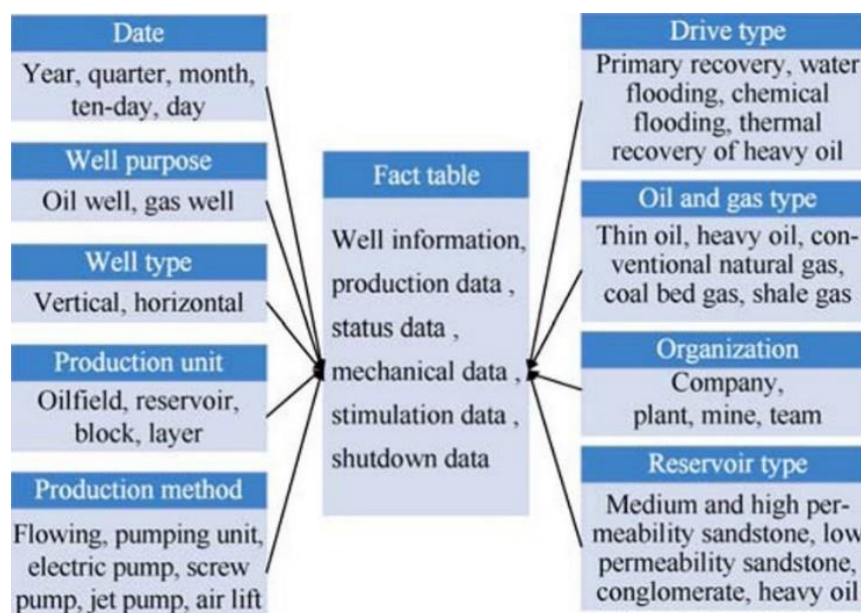 Date
Year, quarter, month,
ten-day, day
Well purpose
Oil well, gas well
Well type
Vertical, horizontal
Production unit
Oilfield, reservoir,
block, layer
Production method
Flowing, pumping unit,
electric pump, screw
pump, jet pump, air lift
Fact table
Well information,
production data ,
status data ,
mechanical data ,
stimulation data ,
shutdown data
Drive type
Primary recovery, water
flooding, chemical
flooding, thermal
recovery of heavy oil
Oil and gas type
Thin oil, heavy oil, con-
ventional natural gas,
coal bed gas, shale gas
Organization
Company,
plant, mine, team
Reservoir type
Medium and high per-
meability sandstone, low
permeability sandstone,
conglomerate, heavy oil